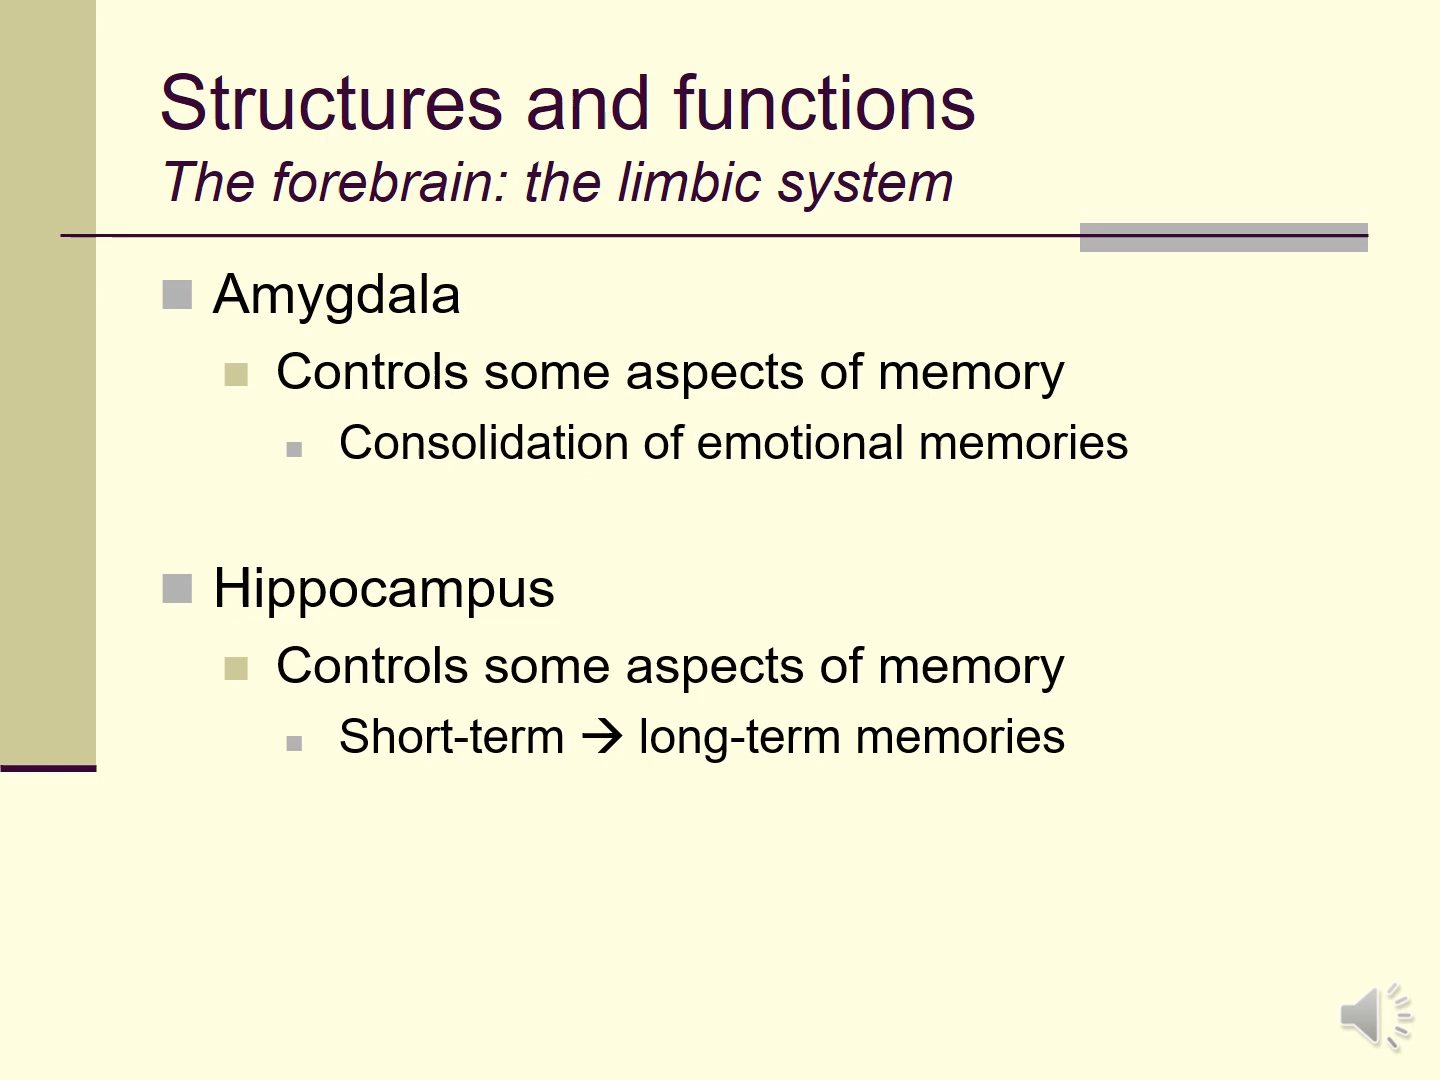 Structures and functions
The forebrain: the limbic system
Amygdala
Controls some aspects of memory
Consolidation of emotional memories
Hippocampus
Controls some aspects of memory
Short-term → long-term memories